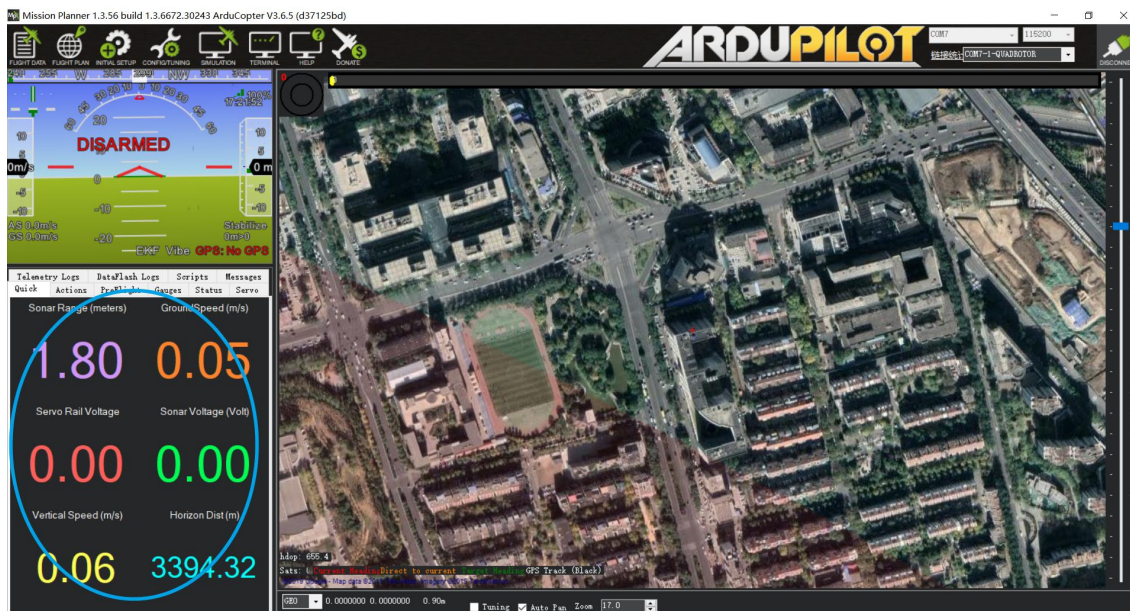 Mission Planner 1.3.56 build 1.3.6672.30243 ArduCopter V3.6.5 (d37125bd)
FLIGHT DATA FLIGHT PLAN INITIAL SETUP CONFIG/TUNING SIMULATION TERMINAL HELP DONATE
ARDUPILOT
COM7 115200
链接统计 COM7-1-QUADROTOR
DISCONNE
W NW 330 345
DISARMED
0m/s
0 m
AS 0.0m/s
GS 0.0m/s
Stabilize
0m>0
EKF Vibe GPS: No GPS
Telemetry Logs DataFlash Logs Scripts Messages
Quick Actions PreFlight Gauges Status Servo
Sonar Range (meters) GroundSpeed (m/s)
1.80 0.05
Servo Rail Voltage Sonar Voltage (Volt)
0.00 0.00
Vertical Speed (m/s) Horizon Dist (m)
0.06 3394.32
hdop: 655.4
Sats: Current Heading Direct to current Target Heading GPS Track (Black)
GEO 0.0000000 0.0000000 0.90m Tuning Auto Pan Zoom 17.0